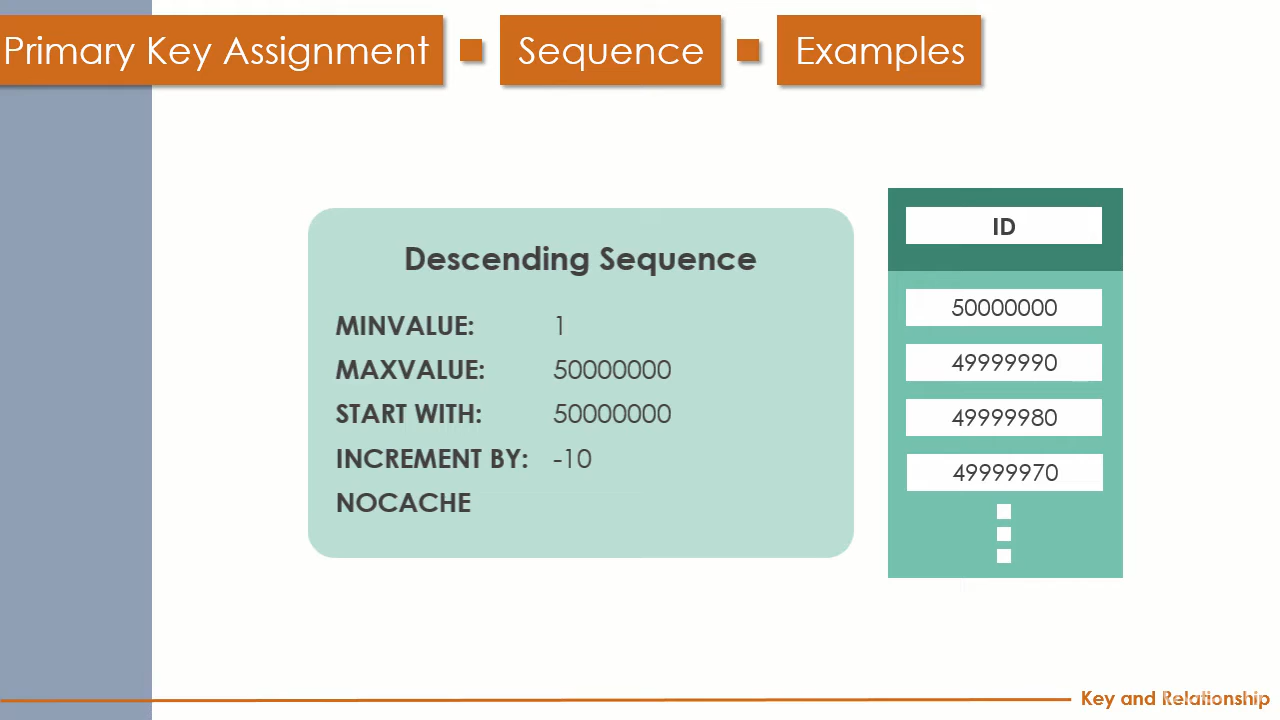 Primary Key Assignment Sequence Examples
Descending Sequence
MINVALUE: 1
MAXVALUE: 50000000
START WITH: 50000000
INCREMENT BY: -10
NOCACHE
ID
50000000
49999990
49999980
49999970
Key and Relationship